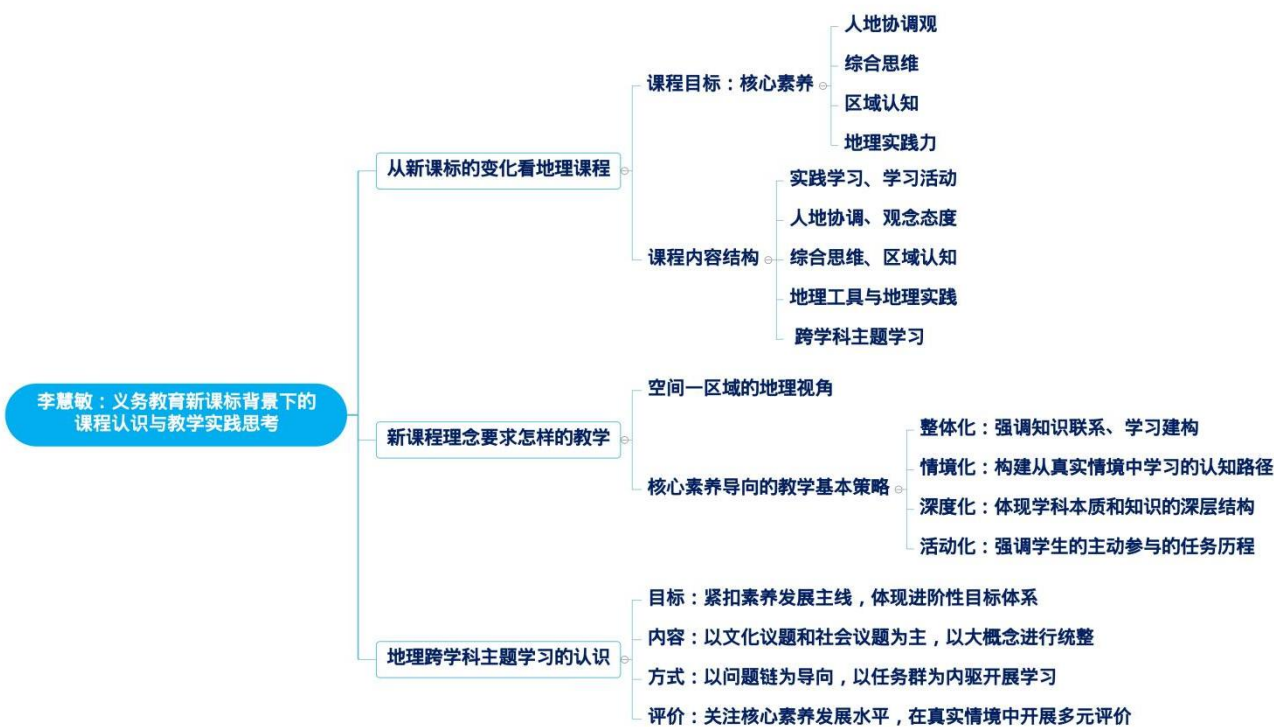 李慧敏：义务教育新课标背景下的
课程认识与教学实践思考
从新课标的变化看地理课程
课程目标：核心素养
人地协调观
综合思维
区域认知
地理实践力
课程内容结构
实践学习、学习活动
人地协调、观念态度
综合思维、区域认知
地理工具与地理实践
跨学科主题学习
新课程理念要求怎样的教学
空间一区域的地理视角
核心素养导向的教学基本策略
整体化：强调知识联系、学习建构
情境化：构建从真实情境中学习的认知路径
深度化：体现学科本质和知识的深层结构
活动化：强调学生的主动参与的任务历程
地理跨学科主题学习的认识
目标：紧扣素养发展主线，体现进阶性目标体系
内容：以文化议题和社会议题为主，以大概念进行统整
方式：以问题链为导向，以任务群为内驱开展学习
评价：关注核心素养发展水平，在真实情境中开展多元评价